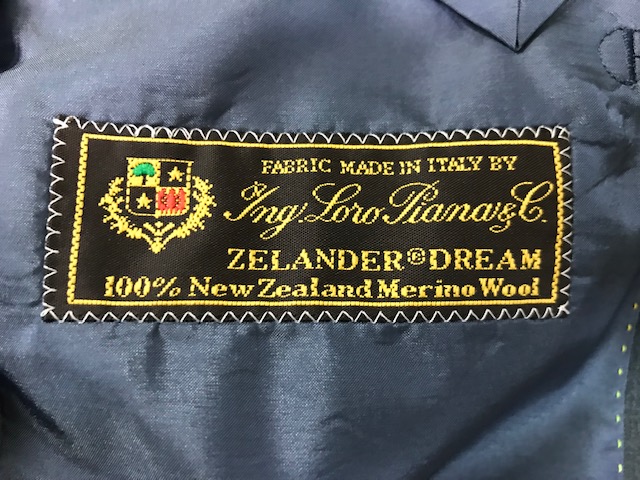 FABRIC MADE IN ITALY BY
Ing. Loro Piana & C.
ZELANDER® DREAM
100% New Zealand Merino Wool